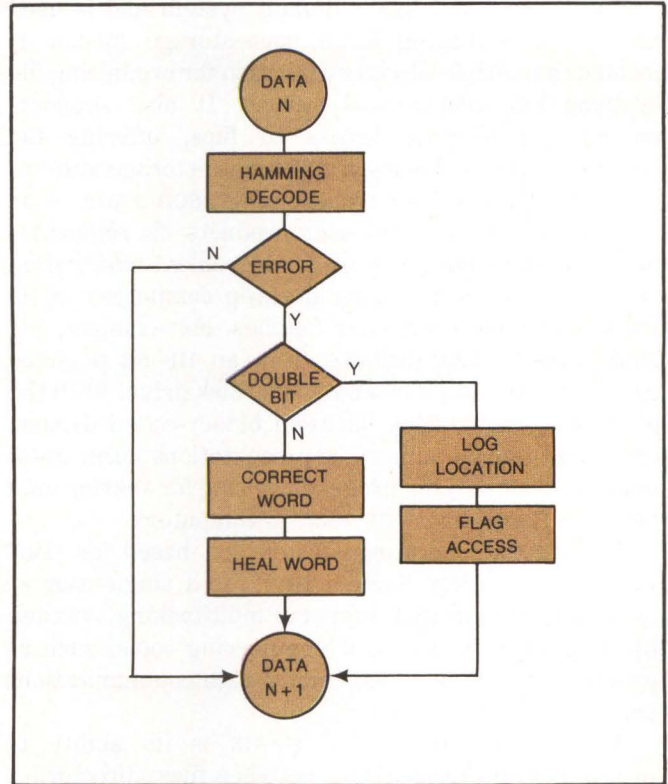 DATA
N
HAMMING
DECODE
N
ERROR
Y
DOUBLE
BIT
Y
N
CORRECT
WORD
LOG
LOCATION
HEAL WORD
FLAG
ACCESS
DATA
N + 1